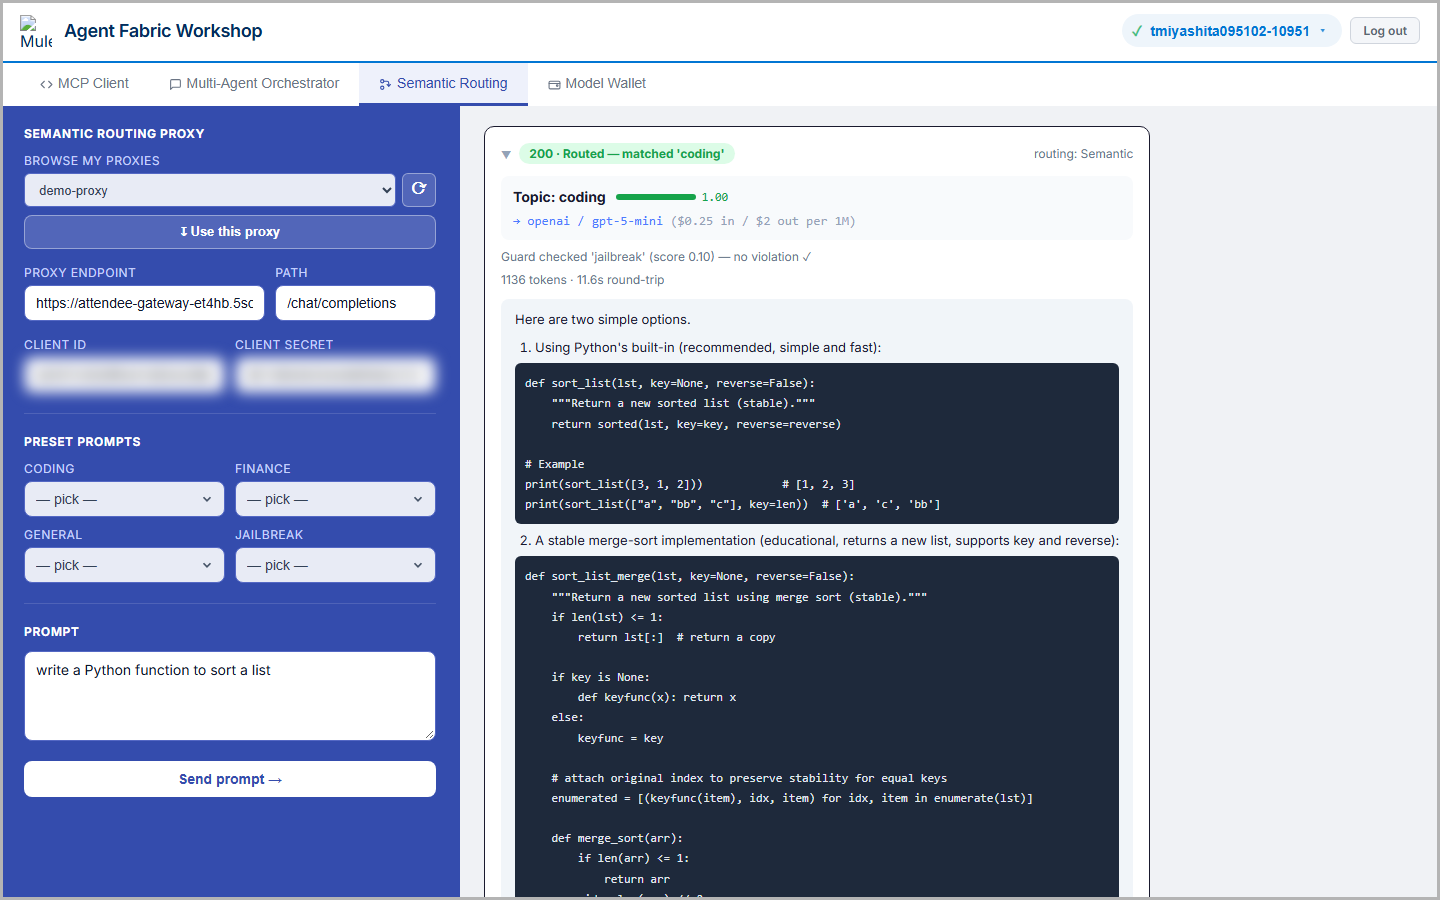 Mule
Agent Fabric Workshop
✓ tmiyashita095102-10951
Log out
MCP Client
Multi-Agent Orchestrator
Semantic Routing
Model Wallet
SEMANTIC ROUTING PROXY
BROWSE MY PROXIES
demo-proxy
↧ Use this proxy
PROXY ENDPOINT
PATH
https://attendee-gateway-et4hb.5sc
/chat/completions
CLIENT ID
CLIENT SECRET
PRESET PROMPTS
CODING
FINANCE
— pick —
— pick —
GENERAL
JAILBREAK
— pick —
— pick —
PROMPT
write a Python function to sort a list
Send prompt →
▼ 200 · Routed — matched 'coding'
routing: Semantic
Topic: coding 1.00
→ openai / gpt-5-mini ($0.25 in / $2 out per 1M)
Guard checked 'jailbreak' (score 0.10) — no violation ✓
1136 tokens · 11.6s round-trip
Here are two simple options.
1. Using Python's built-in (recommended, simple and fast):
def sort_list(lst, key=None, reverse=False):
    """Return a new sorted list (stable)."""
    return sorted(lst, key=key, reverse=reverse)
# Example
print(sort_list([3, 1, 2]))            # [1, 2, 3]
print(sort_list(["a", "bb", "c"], key=len))  # ['a', 'c', 'bb']
2. A stable merge-sort implementation (educational, returns a new list, supports key and reverse):
def sort_list_merge(lst, key=None, reverse=False):
    """Return a new sorted list using merge sort (stable)."""
    if len(lst) <= 1:
        return lst[:]  # return a copy
    if key is None:
        def keyfunc(x): return x
    else:
        keyfunc = key
    # attach original index to preserve stability for equal keys
    enumerated = [(keyfunc(item), idx, item) for idx, item in enumerate(lst)]
    def merge_sort(arr):
        if len(arr) <= 1:
            return arr